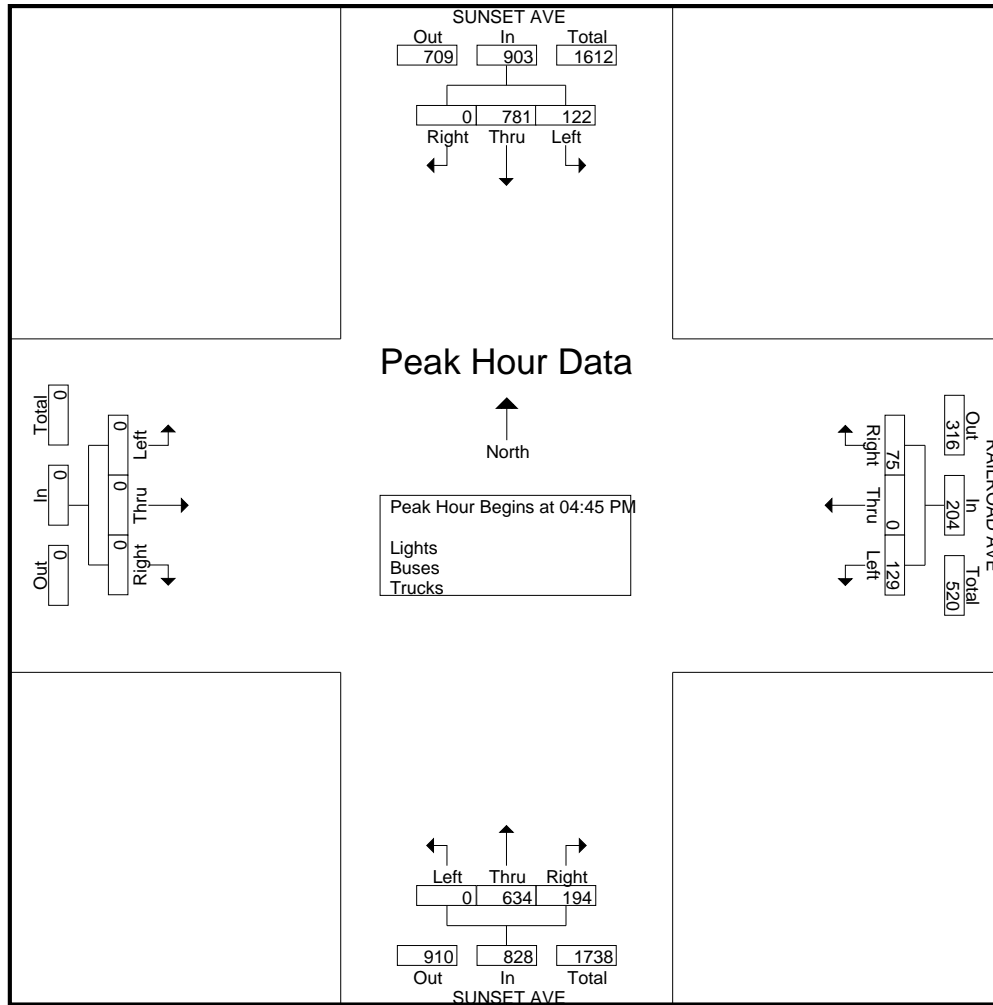 SUNSET AVE
Out In Total
709 903 1612
0 781 122
Right Thru Left
Peak Hour Data
North
Peak Hour Begins at 04:45 PM
Lights
Buses
Trucks
Total In Out
0 0 0
0 0 0
Left Thru Right
Right Thru Left
75 0 129
316 204 520
Out In Total
RAILROAD AVE
Left Thru Right
0 634 194
910 828 1738
Out In Total
SUNSET AVE